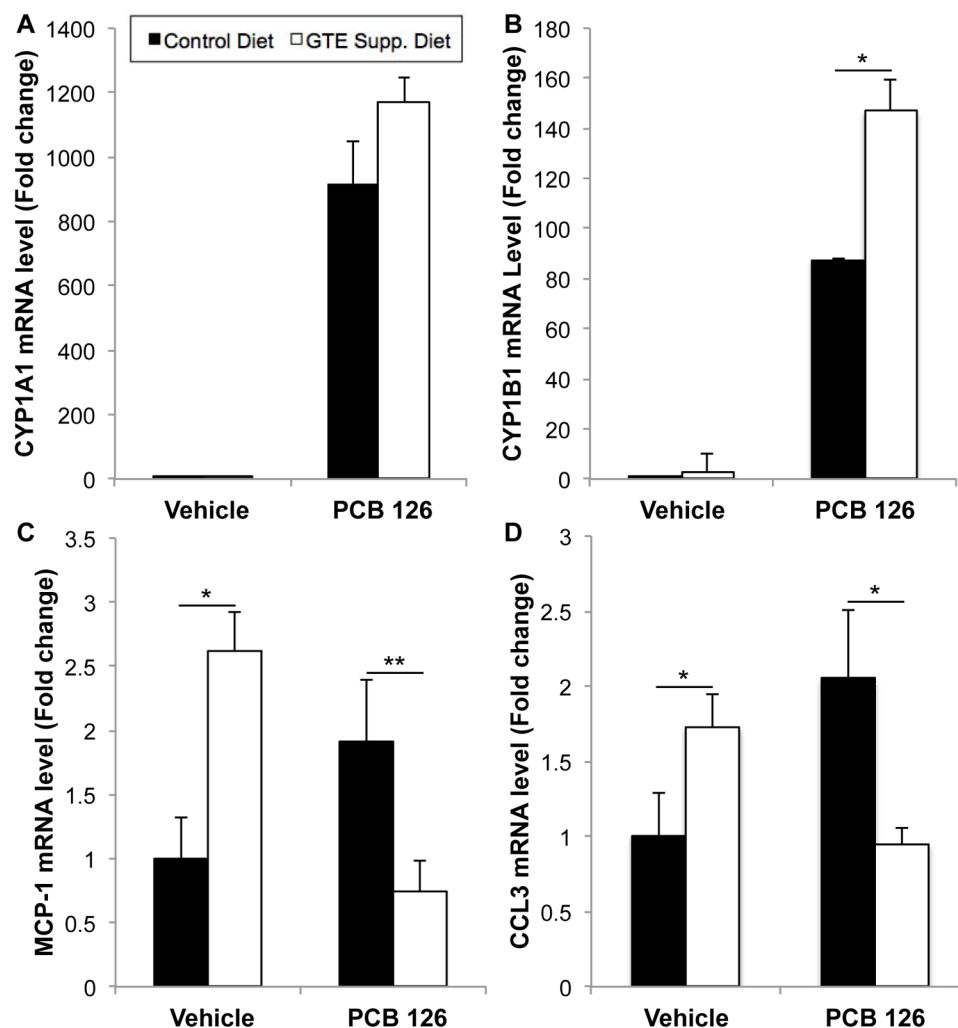 A
CYP1A1 mRNA level (Fold change)
1400
1200
1000
800
600
400
200
0
Control Diet GTE Supp. Diet
Vehicle PCB 126
B
CYP1B1 mRNA Level (Fold change)
180
160
140
120
100
80
60
40
20
0
*
Vehicle PCB 126
C
MCP-1 mRNA level (Fold change)
3.5
3
2.5
2
1.5
1
0.5
0
*
**
Vehicle PCB 126
D
CCL3 mRNA level (Fold change)
3
2.5
2
1.5
1
0.5
0
*
*
Vehicle PCB 126